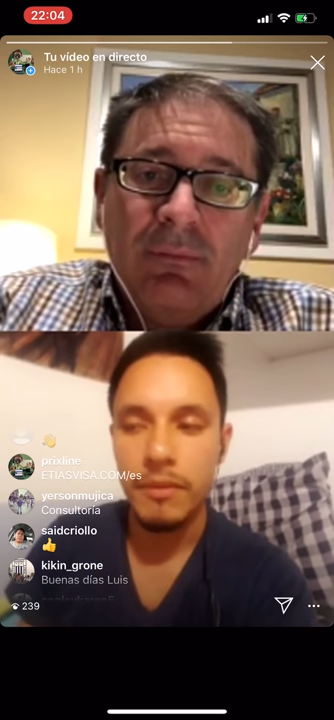 22:04
Tu vídeo en directo
Hace 1 h
prixline
ETIASVISA.COM/es
yersonmujica
Consultoría
saidcriollo
kikin_grone
Buenas días Luis
239